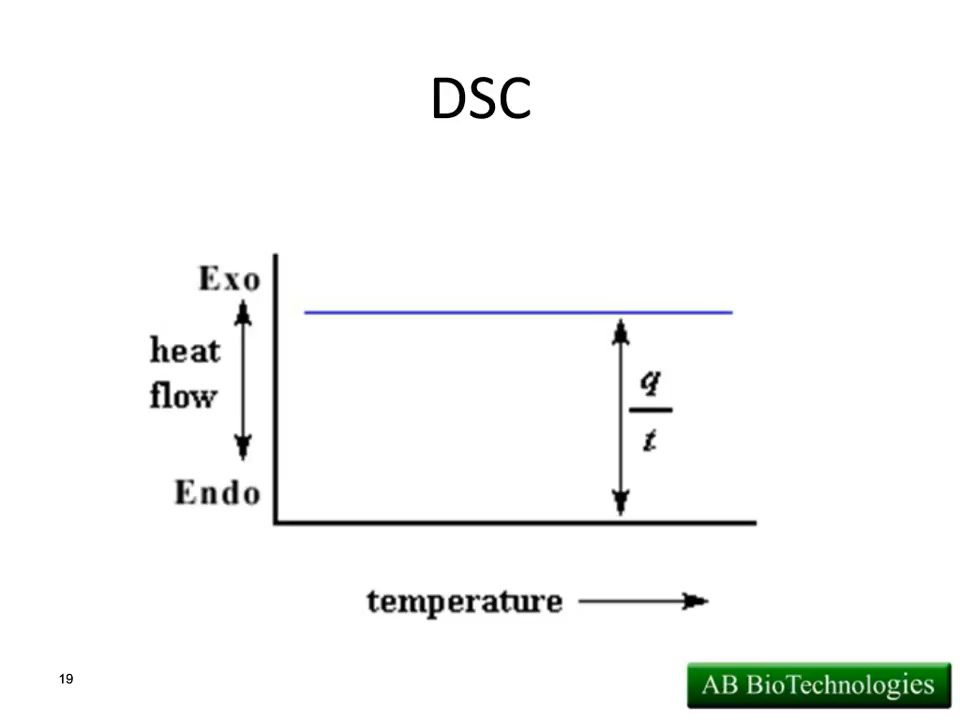 DSC
Exo
heat
flow
Endo
q
t
temperature
19
AB BioTechnologies